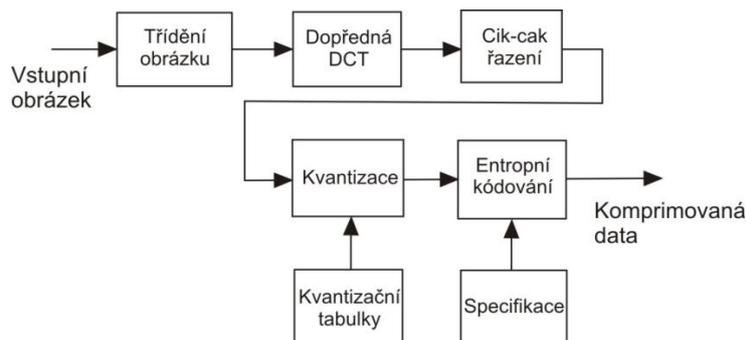 Vstupní
obrázek
Třídění
obrázku
Dopředná
DCT
Cik-cak
řazení
Kvantizace
Entropní
kódování
Komprimovaná
data
Kvantizační
tabulky
Specifikace